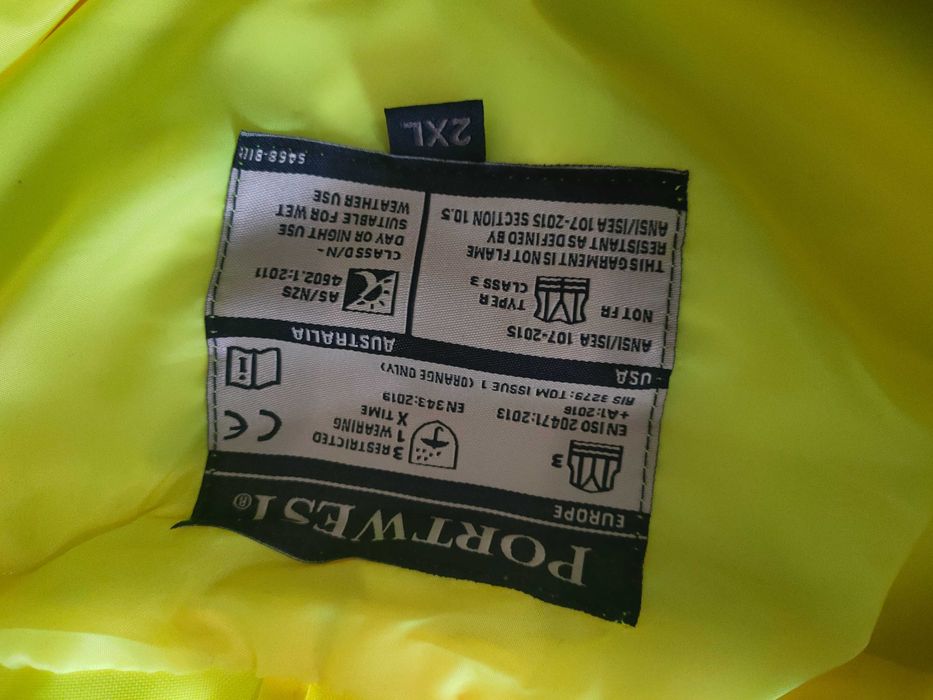 PORTWEST®
EUROPE
3
EN ISO 20471:2013
+A1:2016
RIS 3279:TOM ISSUE 1 (ORANGE ONLY)
3 RESTRICTED
1 WEARING
X TIME
EN 343:2019
CE
i
USA
ANSI/ISEA 107-2015
NOT FR
TYPE R
CLASS 3
THIS GARMENT IS NOT FLAME
RESISTANT AS DEFINED BY
ANSI/ISEA 107-2015 SECTION 10.5
AUSTRALIA
AS/NZS
4602.1:2011
CLASS D/N-
DAY OR NIGHT USE
SUITABLE FOR WET
WEATHER USE
2XL